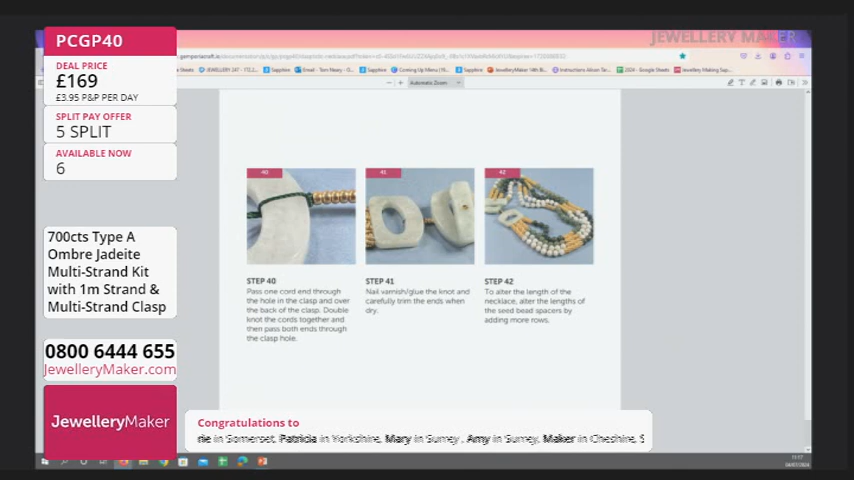 JEWELLERY MAKER
PCGP40
DEAL PRICE
£169
£3.95 P&P PER DAY
SPLIT PAY OFFER
5 SPLIT
AVAILABLE NOW
6
700cts Type A
Ombre Jadeite
Multi-Strand Kit
with 1m Strand &
Multi-Strand Clasp
0800 6444 655
JewelleryMaker.com
JewelleryMaker
Automatic Zoom
40
41
42
STEP 40
Pass one cord end through
the hole in the clasp and over
the back of the clasp. Double
knot the cords together and
then pass both ends through
the clasp hole.
STEP 41
Nail varnish/glue the knot and
carefully trim the ends when
dry.
STEP 42
To alter the length of the
necklace, alter the lengths of
the seed bead spacers by
adding more rows.
Congratulations to
rie in Somerset, Patricia in Yorkshire, Mary in Surrey, Amy in Surrey, Maker in Cheshire, S
11:17